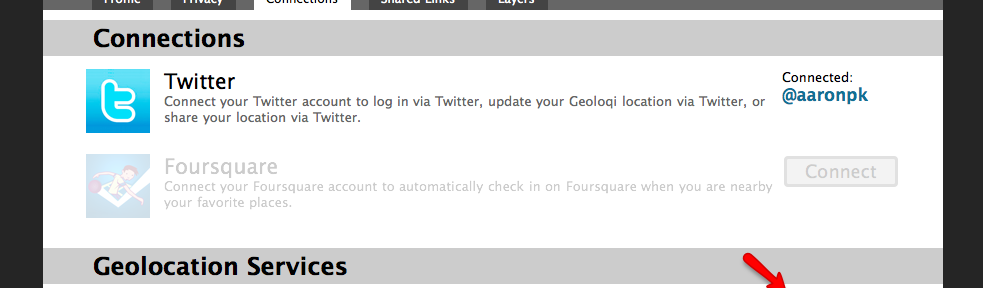 Profile Privacy Connections Shared Links Layers
Connections
Twitter
Connect your Twitter account to log in via Twitter, update your Geoloqi location via Twitter, or
share your location via Twitter.
Connected:
@aaronpk
Foursquare
Connect your Foursquare account to automatically check in on Foursquare when you are nearby
your favorite places.
Connect
Geolocation Services